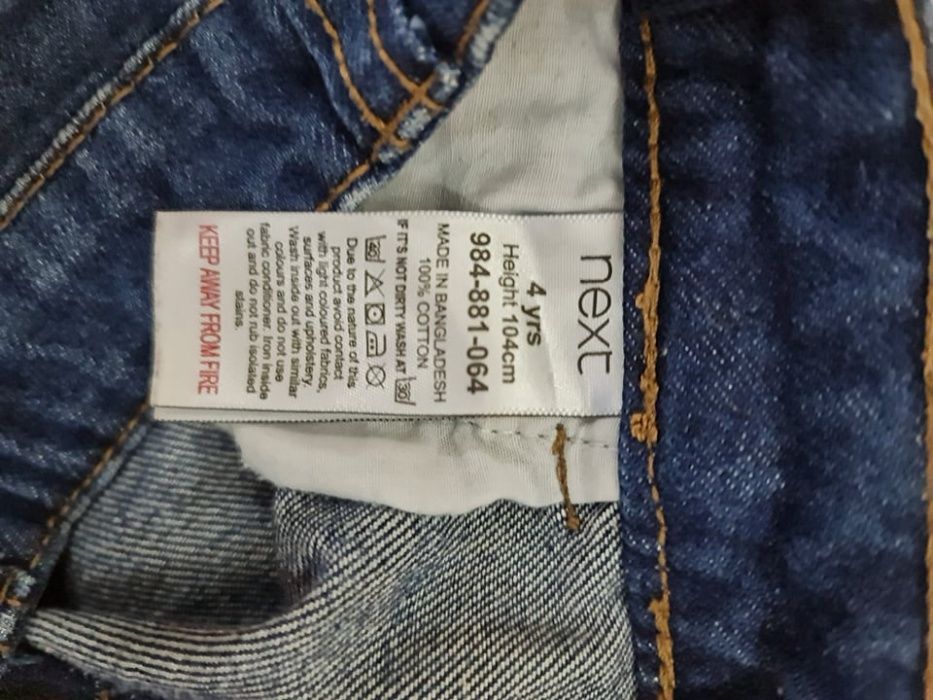 next
4 yrs
Height 104cm
984-881-064
MADE IN BANGLADESH
100% COTTON
IF IT'S NOT DIRTY WASH AT 30
40
Due to the nature of this
product avoid contact
with light coloured fabrics,
surfaces and upholstery.
Wash inside out with similar
colours and do not use
fabric conditioner. Iron inside
out and do not rub isolated
stains.
KEEP AWAY FROM FIRE